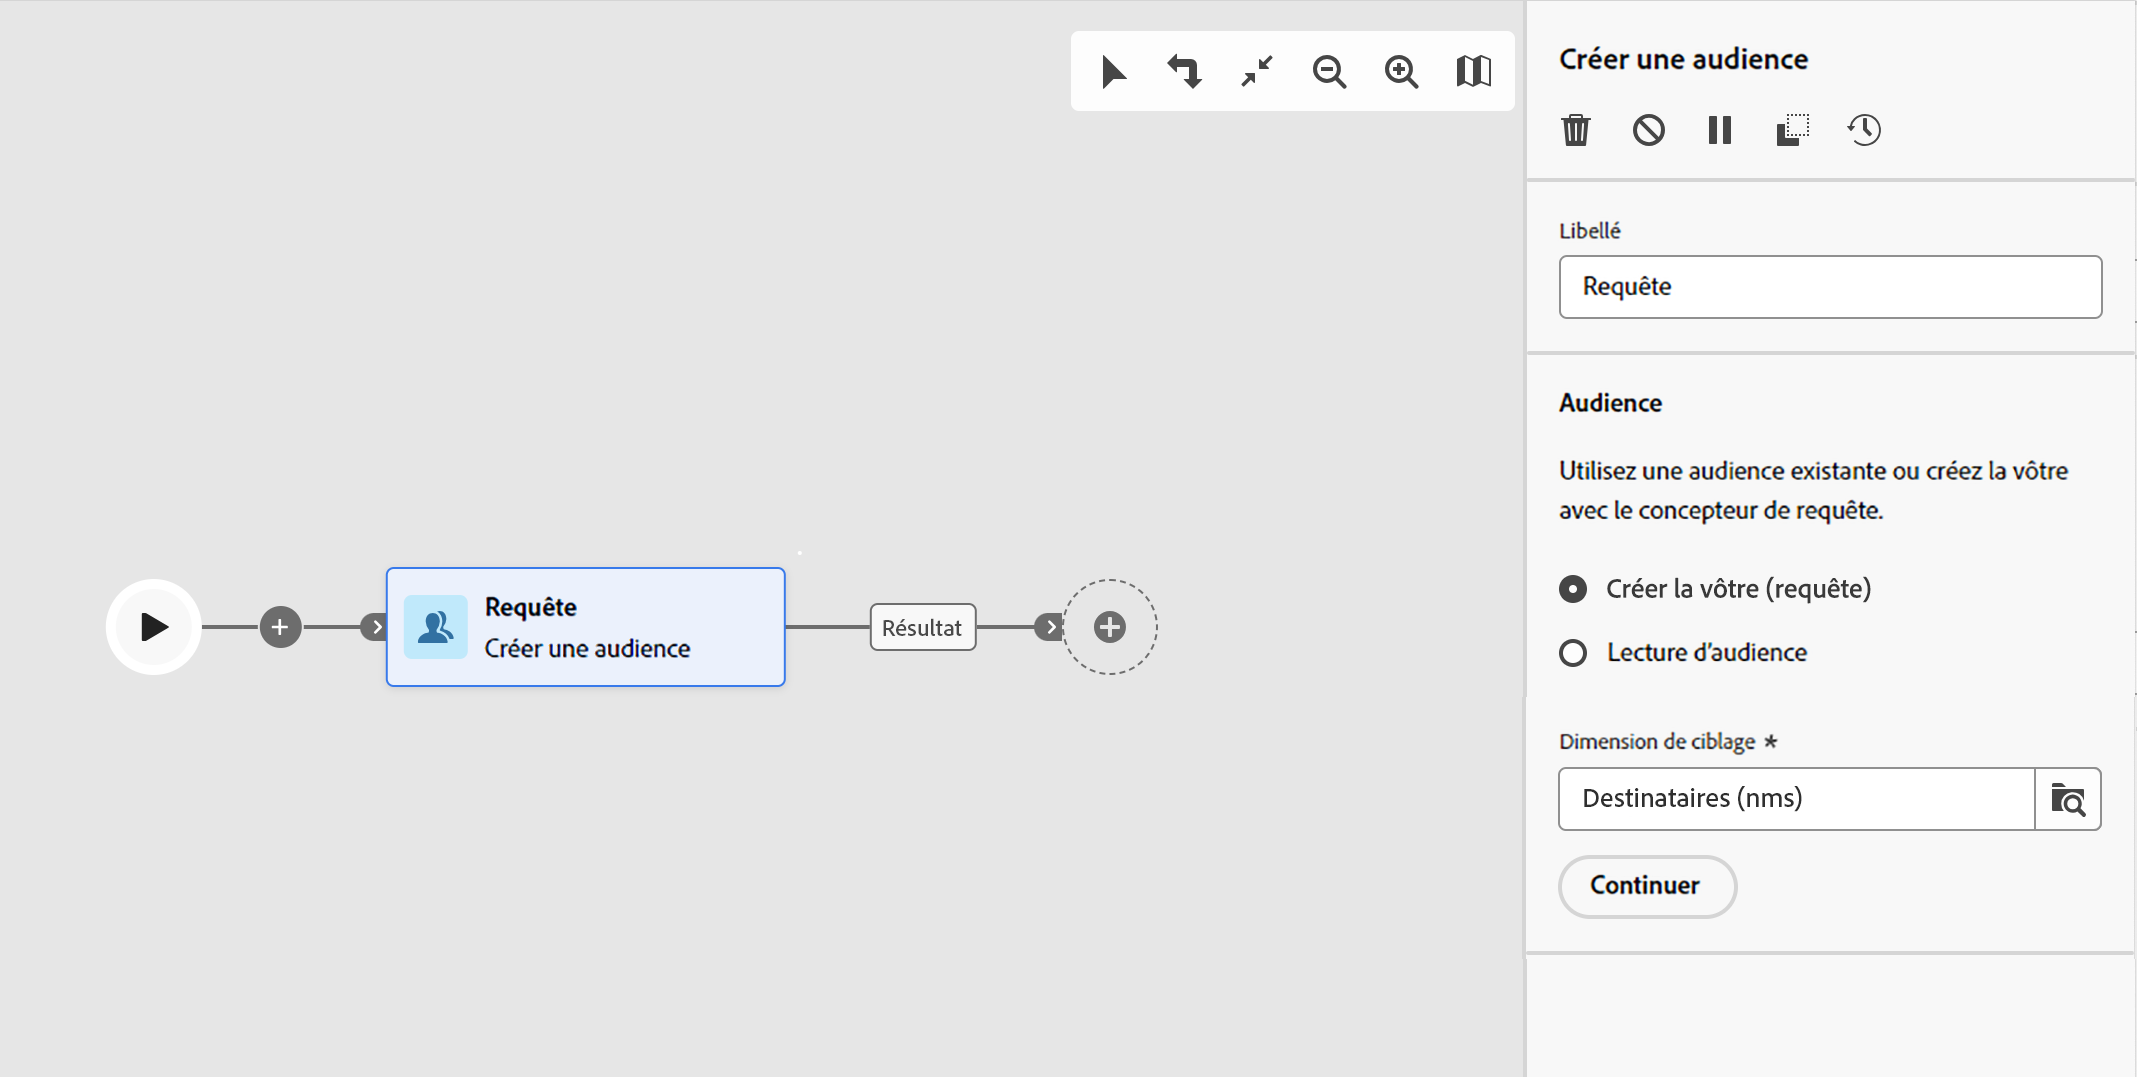 Créer une audience
Libellé
Requête
Audience
Utilisez une audience existante ou créez la vôtre
avec le concepteur de requête.
Créer la vôtre (requête)
Lecture d'audience
Dimension de ciblage *
Destinataires (nms)
Continuer
Requête
Créer une audience
Résultat